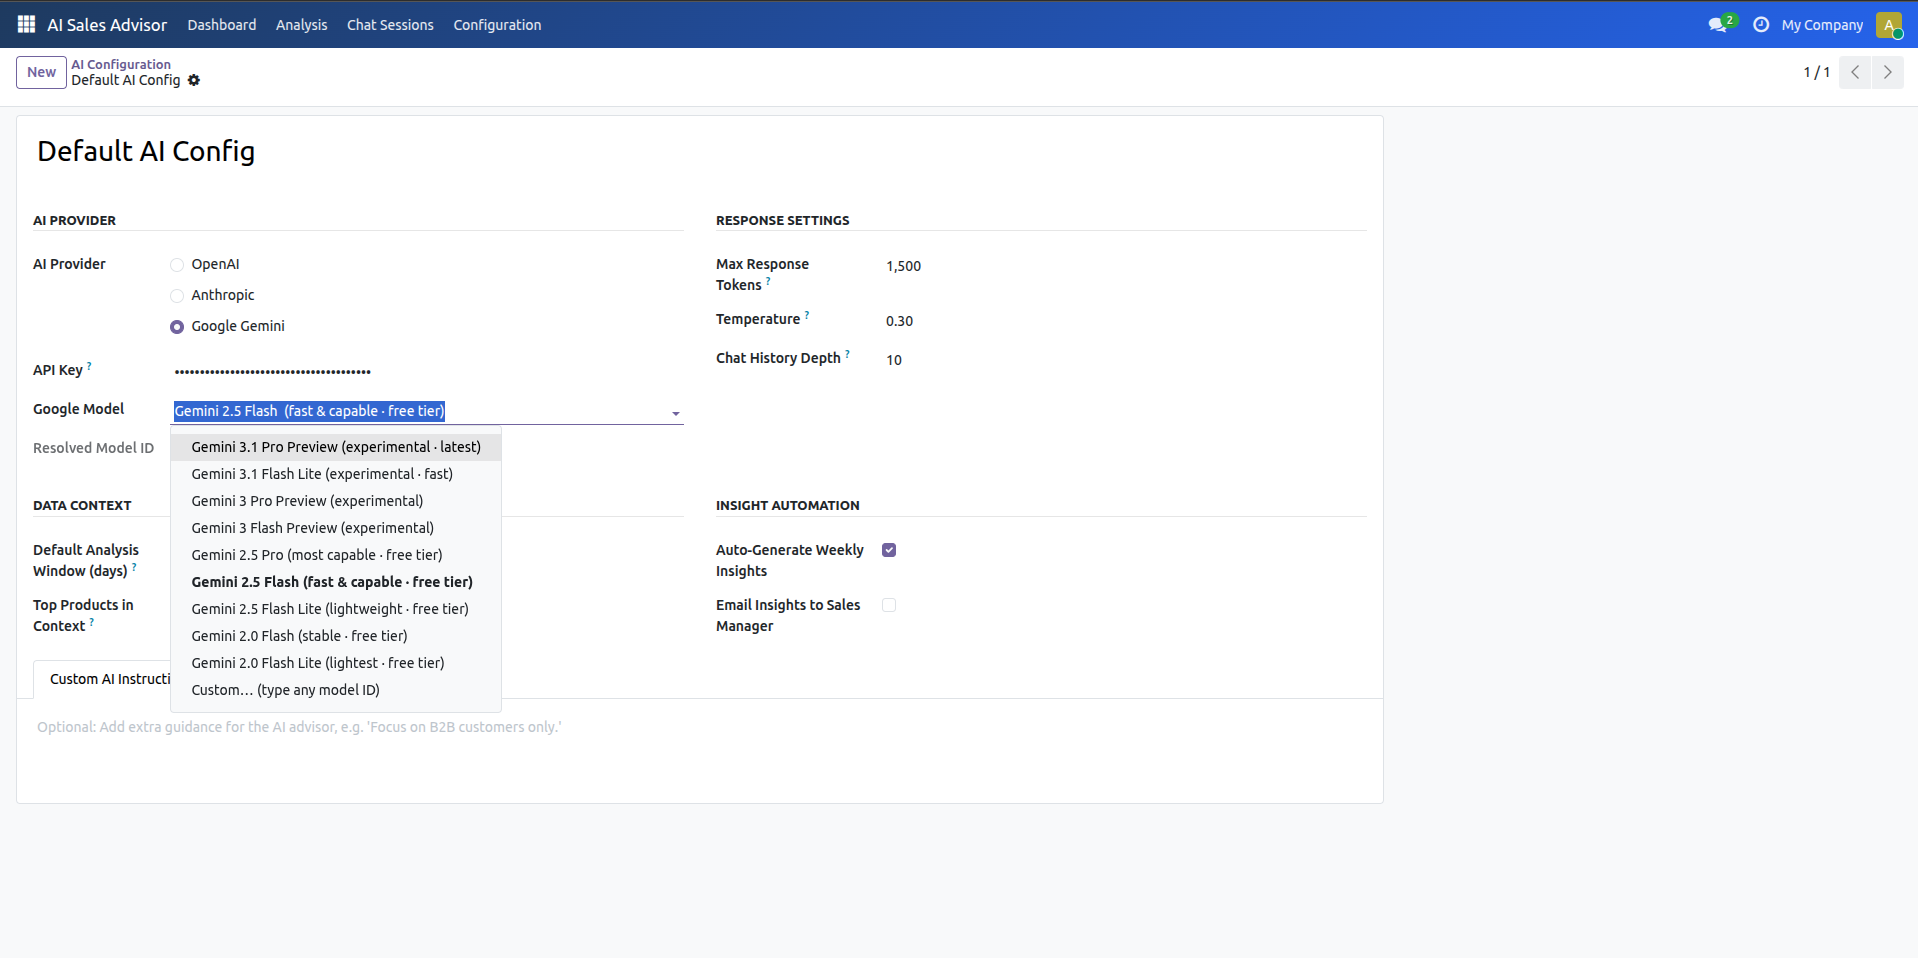 AI Sales Advisor Dashboard Analysis Chat Sessions Configuration 2 My Company A
New
AI Configuration
Default AI Config
1 / 1
Default AI Config
AI PROVIDER
AI Provider
OpenAI
Anthropic
Google Gemini
API Key ?
••••••••••••••••••••••••••••••••••••••
Google Model
Gemini 2.5 Flash (fast & capable · free tier)
Resolved Model ID
Gemini 3.1 Pro Preview (experimental · latest)
Gemini 3.1 Flash Lite (experimental · fast)
Gemini 3 Pro Preview (experimental)
Gemini 3 Flash Preview (experimental)
Gemini 2.5 Pro (most capable · free tier)
Gemini 2.5 Flash (fast & capable · free tier)
Gemini 2.5 Flash Lite (lightweight · free tier)
Gemini 2.0 Flash (stable · free tier)
Gemini 2.0 Flash Lite (lightest · free tier)
Custom... (type any model ID)
RESPONSE SETTINGS
Max Response
Tokens ?
1,500
Temperature ?
0.30
Chat History Depth ?
10
DATA CONTEXT
Default Analysis
Window (days) ?
Top Products in
Context ?
INSIGHT AUTOMATION
Auto-Generate Weekly
Insights
Email Insights to Sales
Manager
Custom AI Instructi
Optional: Add extra guidance for the AI advisor, e.g. 'Focus on B2B customers only.'